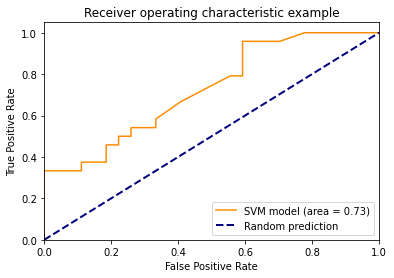 Receiver operating characteristic example
True Positive Rate
1.0
0.8
0.6
0.4
0.2
0.0
SVM model (area = 0.73)
Random prediction
0.0 0.2 0.4 0.6 0.8 1.0
False Positive Rate